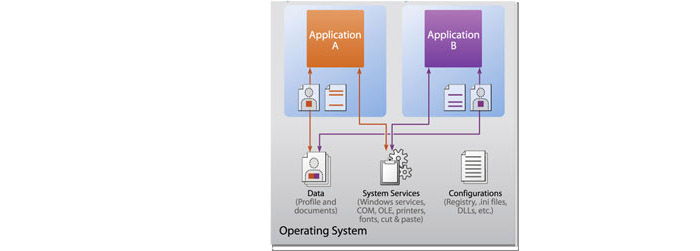 Application
A
Application
B
Data
(Profile and
documents)
System Services
(Windows services,
COM, OLE, printers,
fonts, cut & paste)
Configurations
(Registry, .ini files,
DLLs, etc.)
Operating System